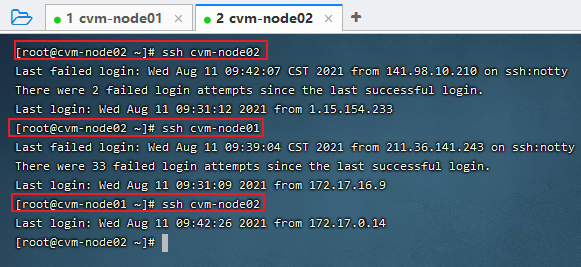 1 cvm-node01
2 cvm-node02
[root@cvm-node02 ~]# ssh cvm-node02
Last failed login: Wed Aug 11 09:42:07 CST 2021 from 141.98.10.210 on ssh:notty
There were 2 failed login attempts since the last successful login.
Last login: Wed Aug 11 09:31:12 2021 from 1.15.154.233
[root@cvm-node02 ~]# ssh cvm-node01
Last failed login: Wed Aug 11 09:39:04 CST 2021 from 211.36.141.243 on ssh:notty
There were 33 failed login attempts since the last successful login.
Last login: Wed Aug 11 09:31:09 2021 from 172.17.16.9
[root@cvm-node01 ~]# ssh cvm-node02
Last login: Wed Aug 11 09:42:26 2021 from 172.17.0.14
[root@cvm-node02 ~]#